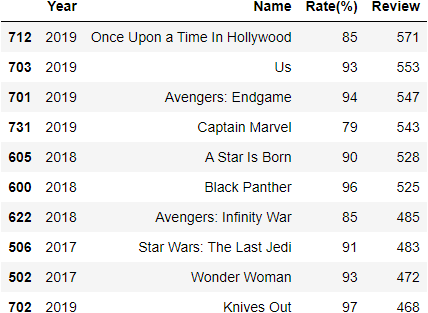 Year Name Rate(%) Review
712 2019 Once Upon a Time In Hollywood 85 571
703 2019 Us 93 553
701 2019 Avengers: Endgame 94 547
731 2019 Captain Marvel 79 543
605 2018 A Star Is Born 90 528
600 2018 Black Panther 96 525
622 2018 Avengers: Infinity War 85 485
506 2017 Star Wars: The Last Jedi 91 483
502 2017 Wonder Woman 93 472
702 2019 Knives Out 97 468